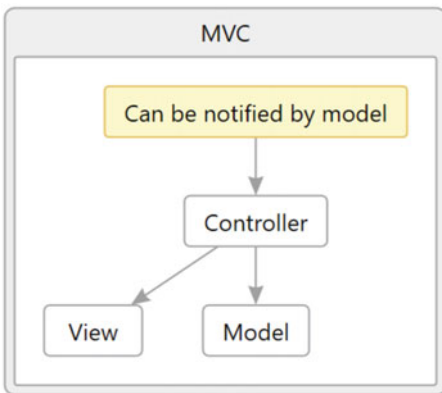 MVC
Can be notified by model
Controller
View
Model